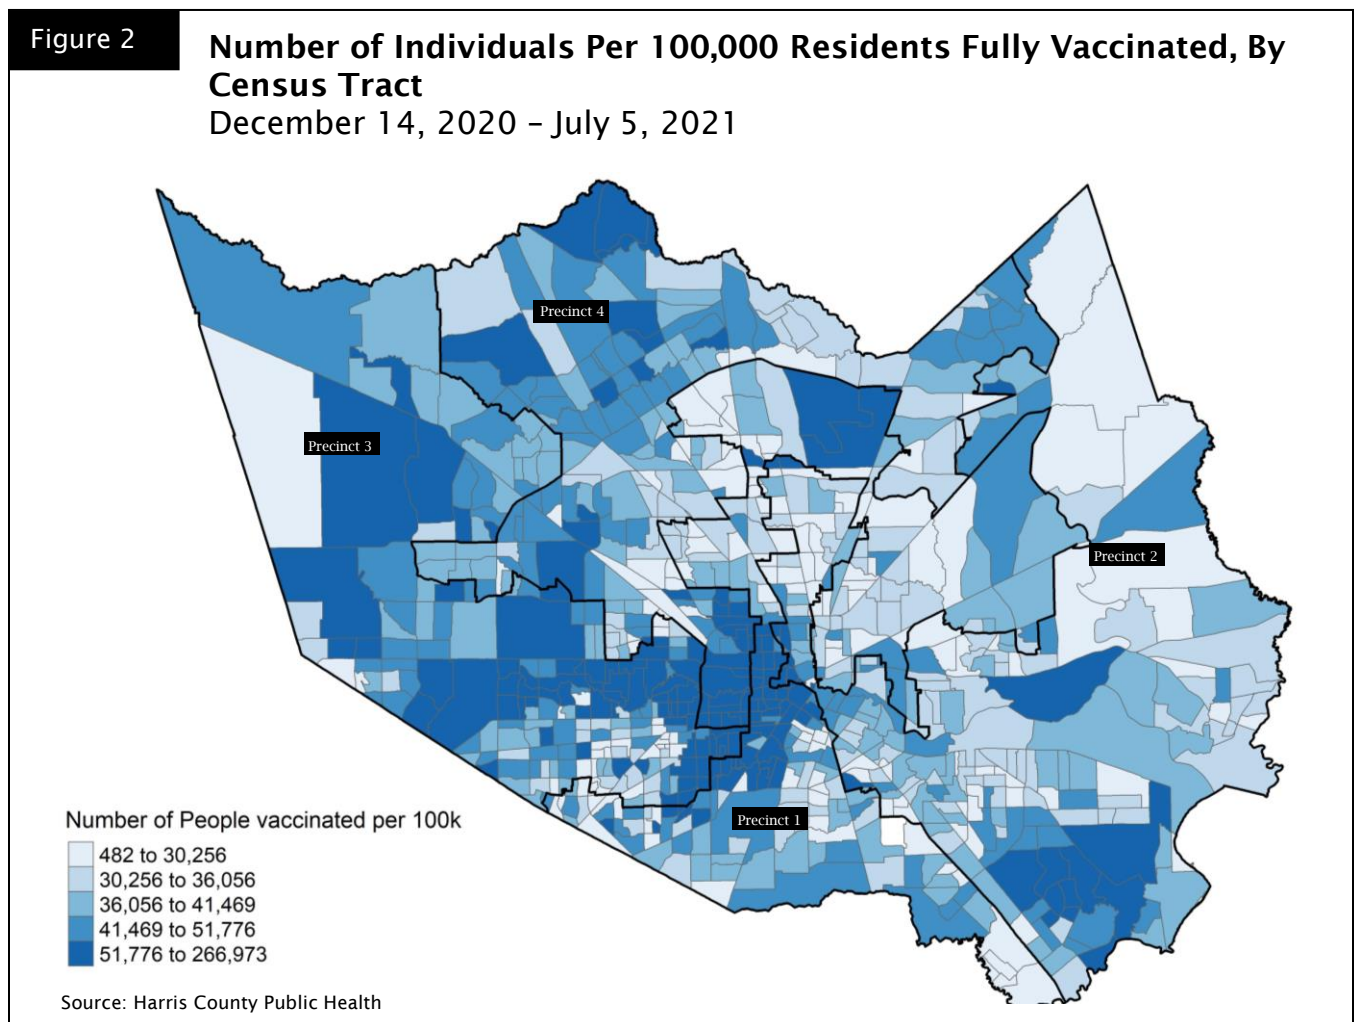 Figure 2
Number of Individuals Per 100,000 Residents Fully Vaccinated, By
Census Tract
December 14, 2020 – July 5, 2021
Precinct 4
Precinct 3
Precinct 2
Precinct 1
Number of People vaccinated per 100k
482 to 30,256
30,256 to 36,056
36,056 to 41,469
41,469 to 51,776
51,776 to 266,973
Source: Harris County Public Health